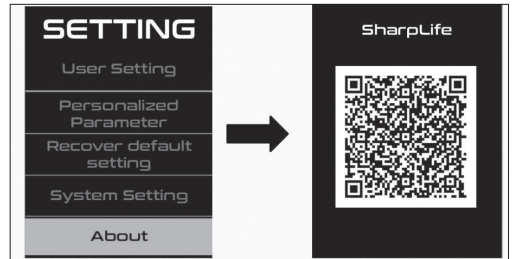 SETTING
User Setting
Personalized
Parameter
Recover default
setting
System Setting
About
SharpLife